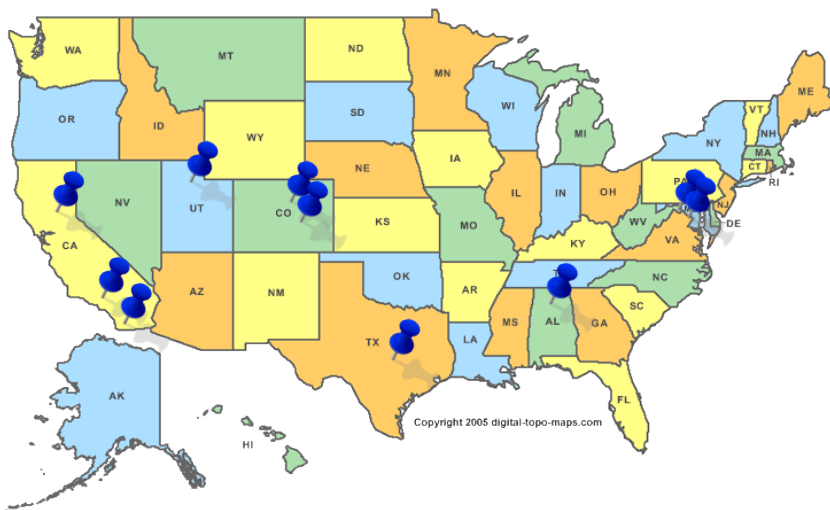 WA
MT
ND
MN
ME
OR
ID
SD
WI
MI
VT
NH
NY
MA
CT
RI
WY
IA
NE
PA
NJ
NV
UT
CO
IL
IN
OH
WV
DE
CA
KS
MO
KY
VA
AZ
NM
OK
AR
NC
TX
LA
MS
AL
GA
SC
AK
HI
FL
Copyright 2005 digital-topo-maps.com